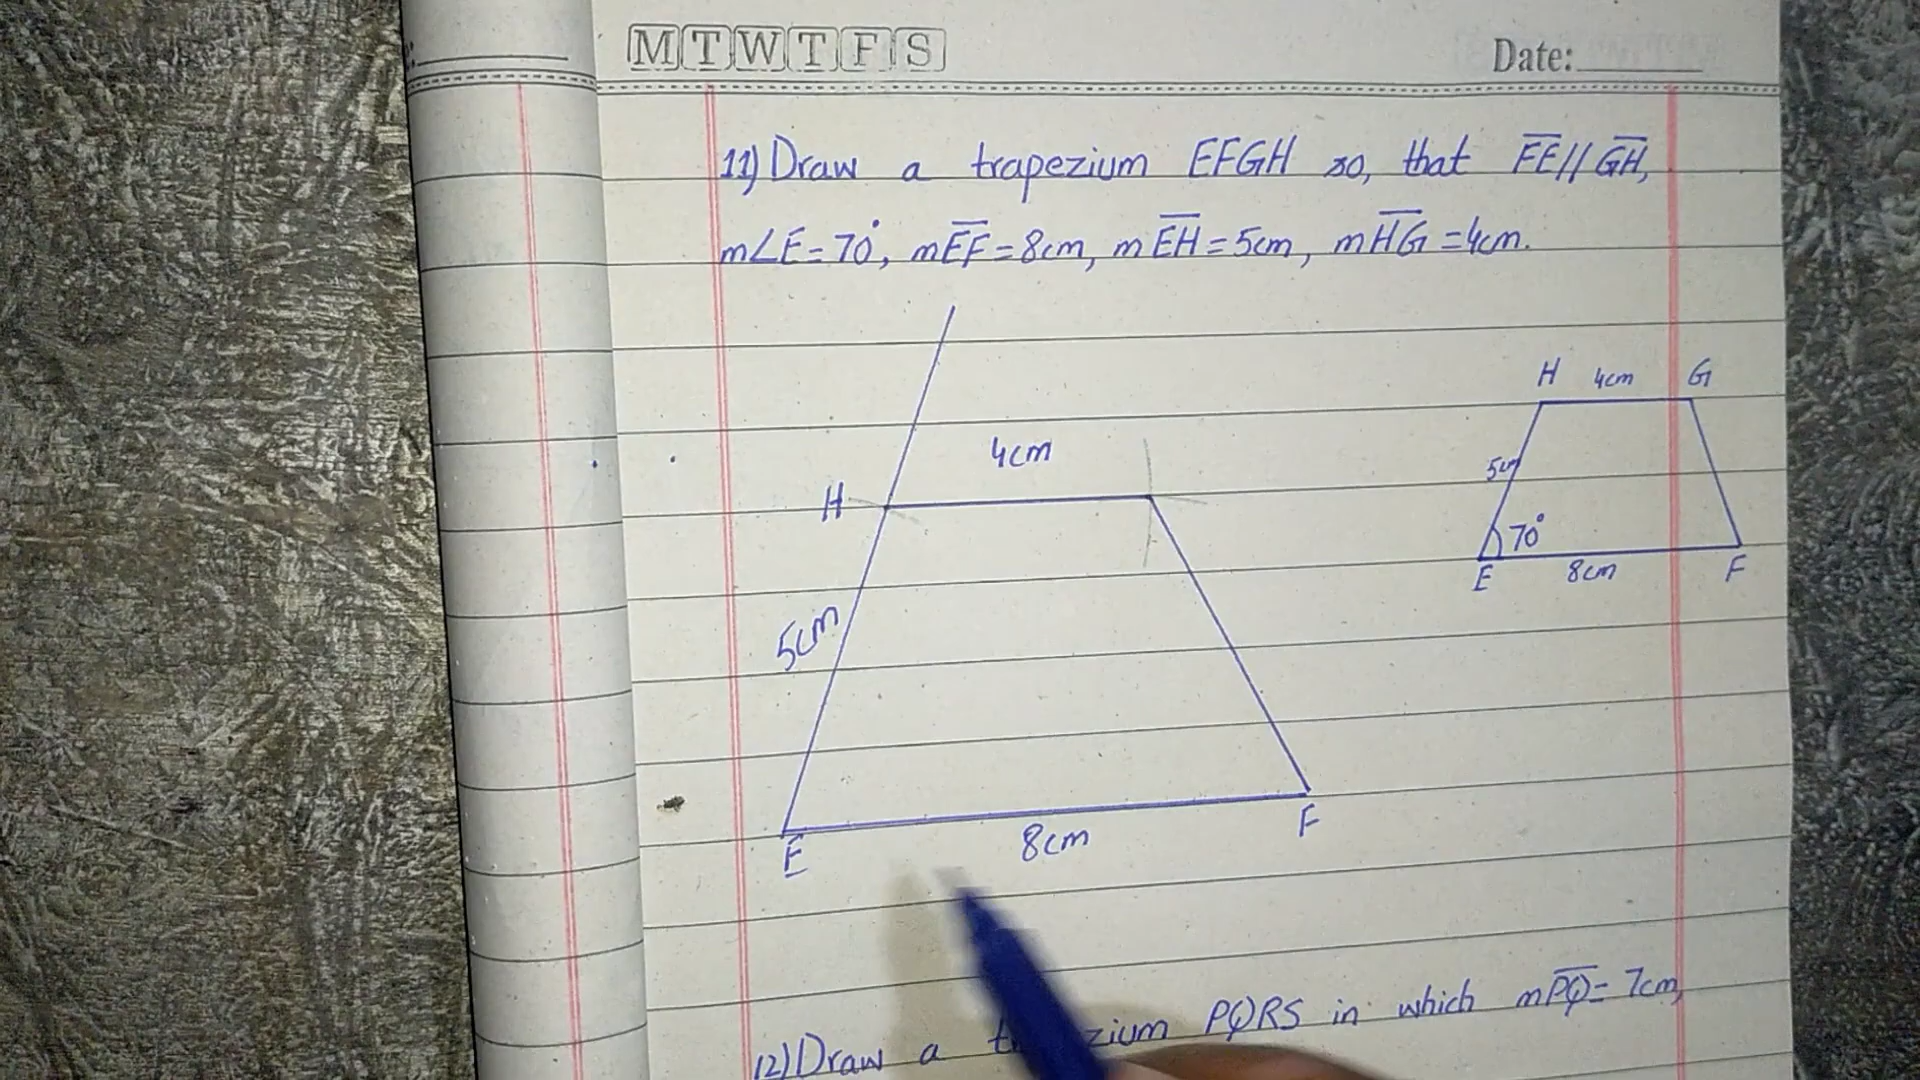 MTWTFS
Date:
11) Draw a trapezium EFGH so, that FE//GH,
m∠E=70°, mEF=8cm, mEH=5cm, mHG=4cm.
H 4cm G
5cm
70°
E 8cm F
4cm
H
5cm
E 8cm F
12) Draw a PQRS in which mPQ=7cm,